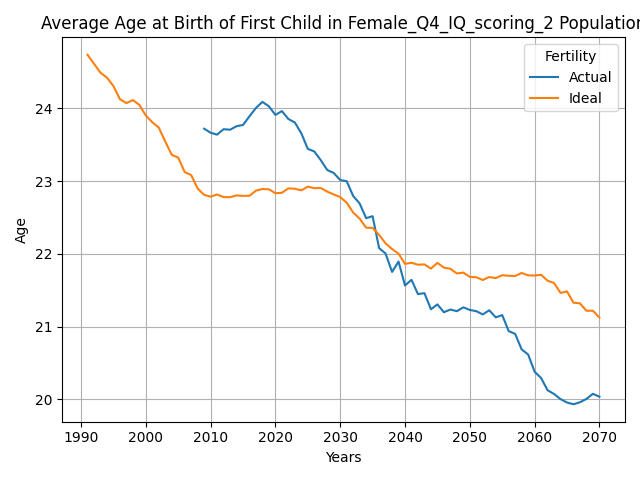 Average Age at Birth of First Child in Female_Q4_IQ_scoring_2 Population
Fertility
Actual
Ideal
24
23
22
21
20
Age
1990 2000 2010 2020 2030 2040 2050 2060 2070
Years